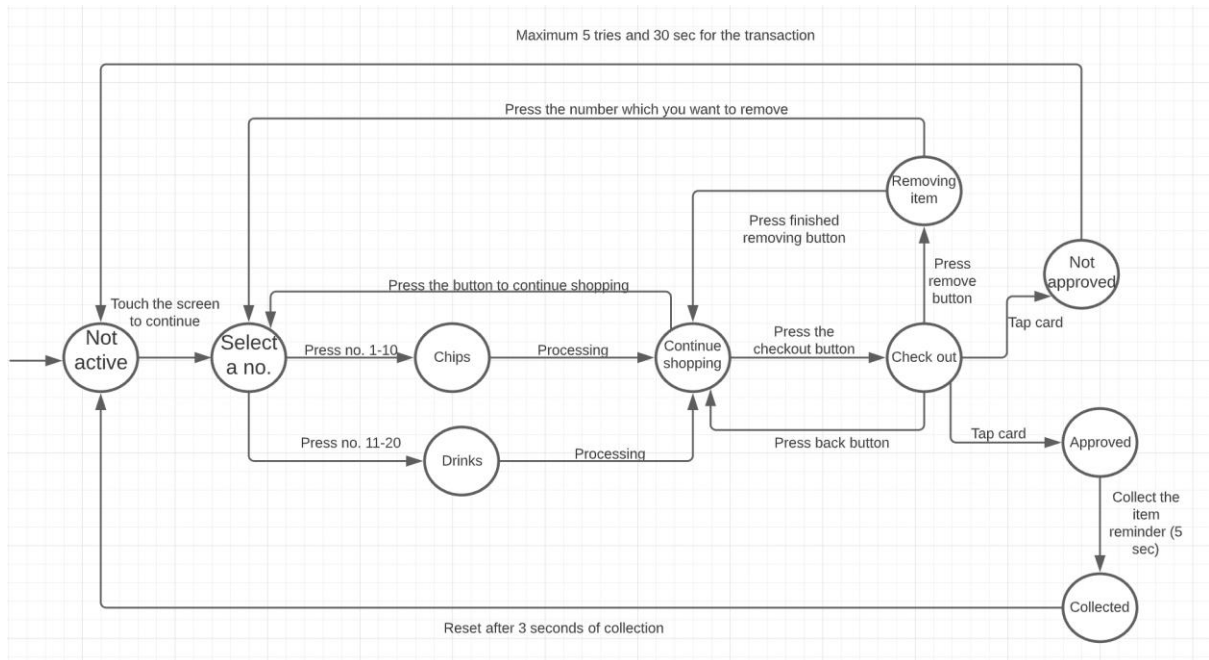 Maximum 5 tries and 30 sec for the transaction
Press the number which you want to remove
Removing
item
Press finished
removing button
Not
approved
Press
remove
button
Press the button to continue shopping
Touch the screen
to continue
Tap card
Not
active
Select
a no.
Press no. 1-10
Chips
Processing
Continue
shopping
Press the
checkout button
Check out
Press no. 11-20
Drinks
Processing
Press back button
Tap card
Approved
Collect the
item
reminder (5
sec)
Collected
Reset after 3 seconds of collection